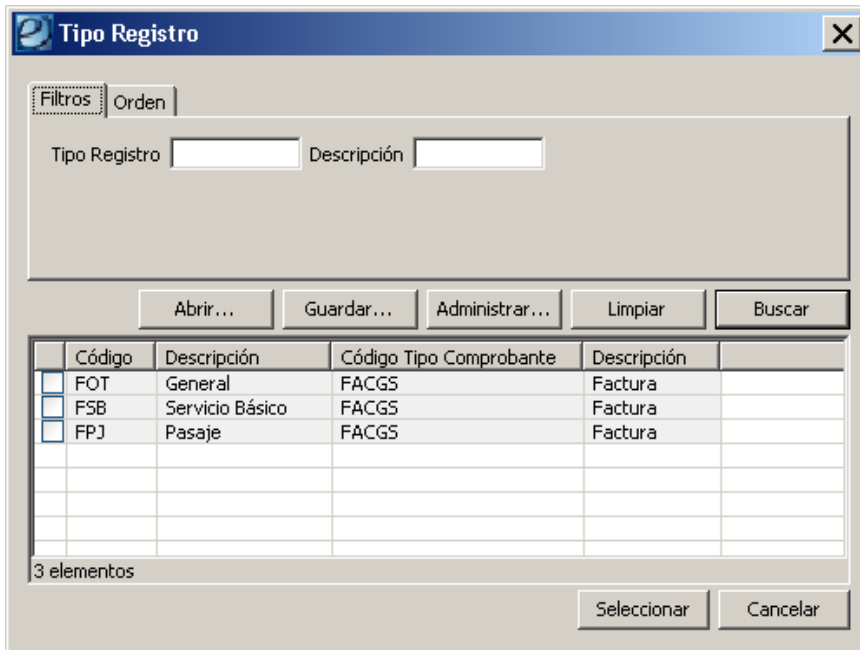 Tipo Registro
Filtros Orden
Tipo Registro Descripción
Abrir... Guardar... Administrar... Limpiar Buscar
Código Descripción Código Tipo Comprobante Descripción
FOT General FACGS Factura
FSB Servicio Básico FACGS Factura
FPJ Pasaje FACGS Factura
3 elementos
Seleccionar Cancelar